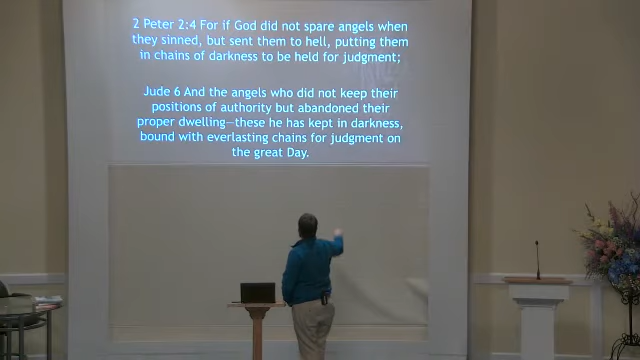 2 Peter 2:4 For if God did not spare angels when
they sinned, but sent them to hell, putting them
in chains of darkness to be held for judgment;
Jude 6 And the angels who did not keep their
positions of authority but abandoned their
proper dwelling—these he has kept in darkness,
bound with everlasting chains for judgment on
the great Day.